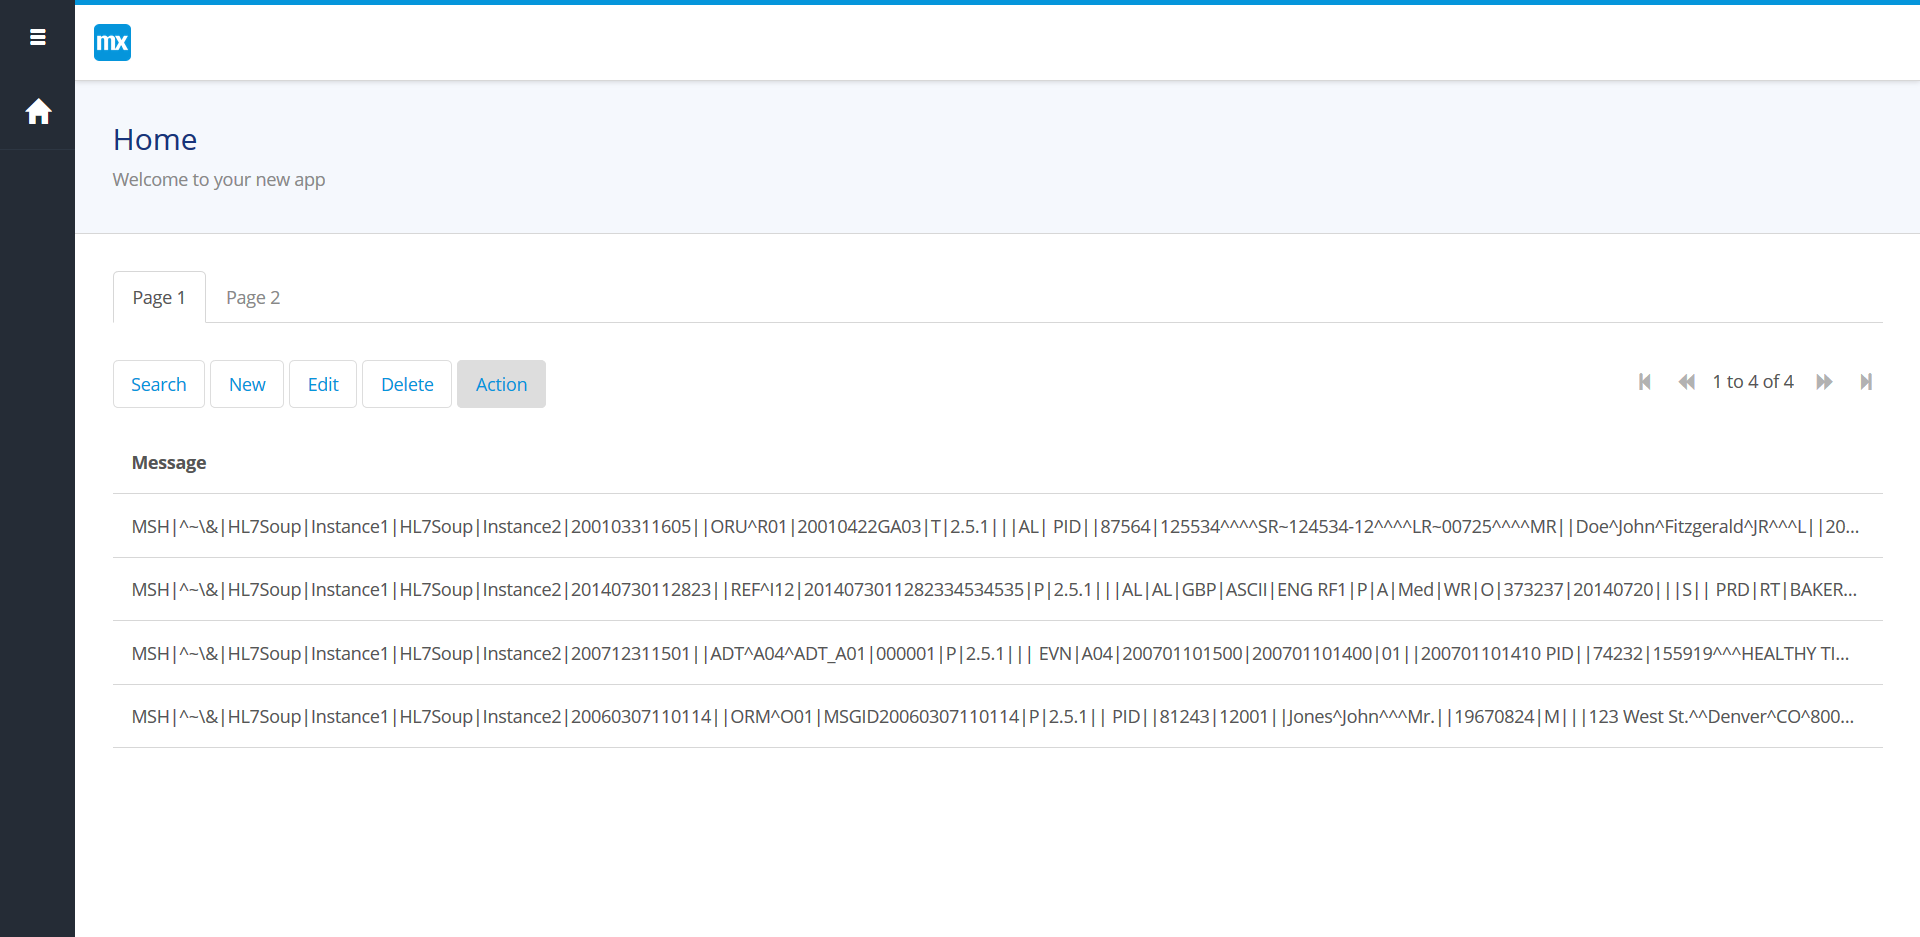 mx
Home
Welcome to your new app
Page 1 Page 2
Search New Edit Delete Action 1 to 4 of 4
Message
MSH|^~\&|HL7Soup|Instance1|HL7Soup|Instance2|200103311605||ORU^R01|20010422GA03|T|2.5.1|||AL| PID||87564|125534^^^^SR~124534-12^^^^LR~00725^^^^MR||Doe^John^Fitzgerald^JR^^^L||20...
MSH|^~\&|HL7Soup|Instance1|HL7Soup|Instance2|20140730112823||REF^I12|2014073011282334534535|P|2.5.1|||AL|AL|GBP|ASCII|ENG RF1|P|A|Med|WR|O|373237|20140720|||S|| PRD|RT|BAKER...
MSH|^~\&|HL7Soup|Instance1|HL7Soup|Instance2|200712311501||ADT^A04^ADT_A01|000001|P|2.5.1||| EVN|A04|200701101500|200701101400|01||200701101410 PID||74232|155919^^^HEALTHY TI...
MSH|^~\&|HL7Soup|Instance1|HL7Soup|Instance2|20060307110114||ORM^O01|MSGID20060307110114|P|2.5.1|| PID||81243|12001||Jones^John^^^Mr.||19670824|M|||123 West St.^^Denver^CO^800...